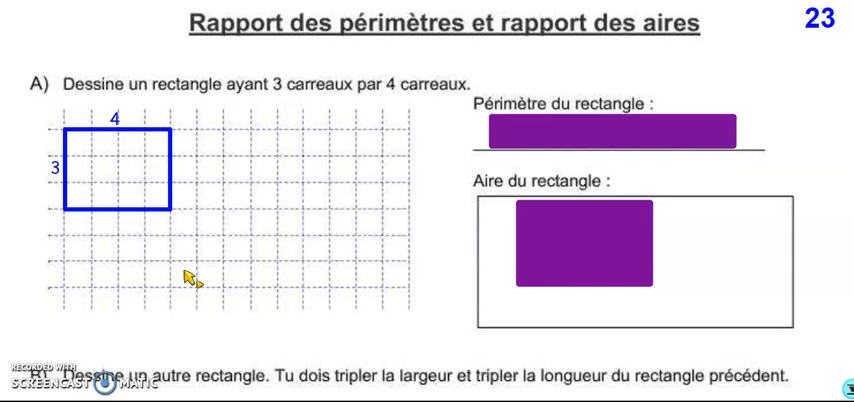 Rapport des périmètres et rapport des aires
23
A) Dessine un rectangle ayant 3 carreaux par 4 carreaux.
Périmètre du rectangle :
4
3
Aire du rectangle :
B) Dessine un autre rectangle. Tu dois tripler la largeur et tripler la longueur du rectangle précédent.
RECORDED WITH
SCREENCAST MATIC